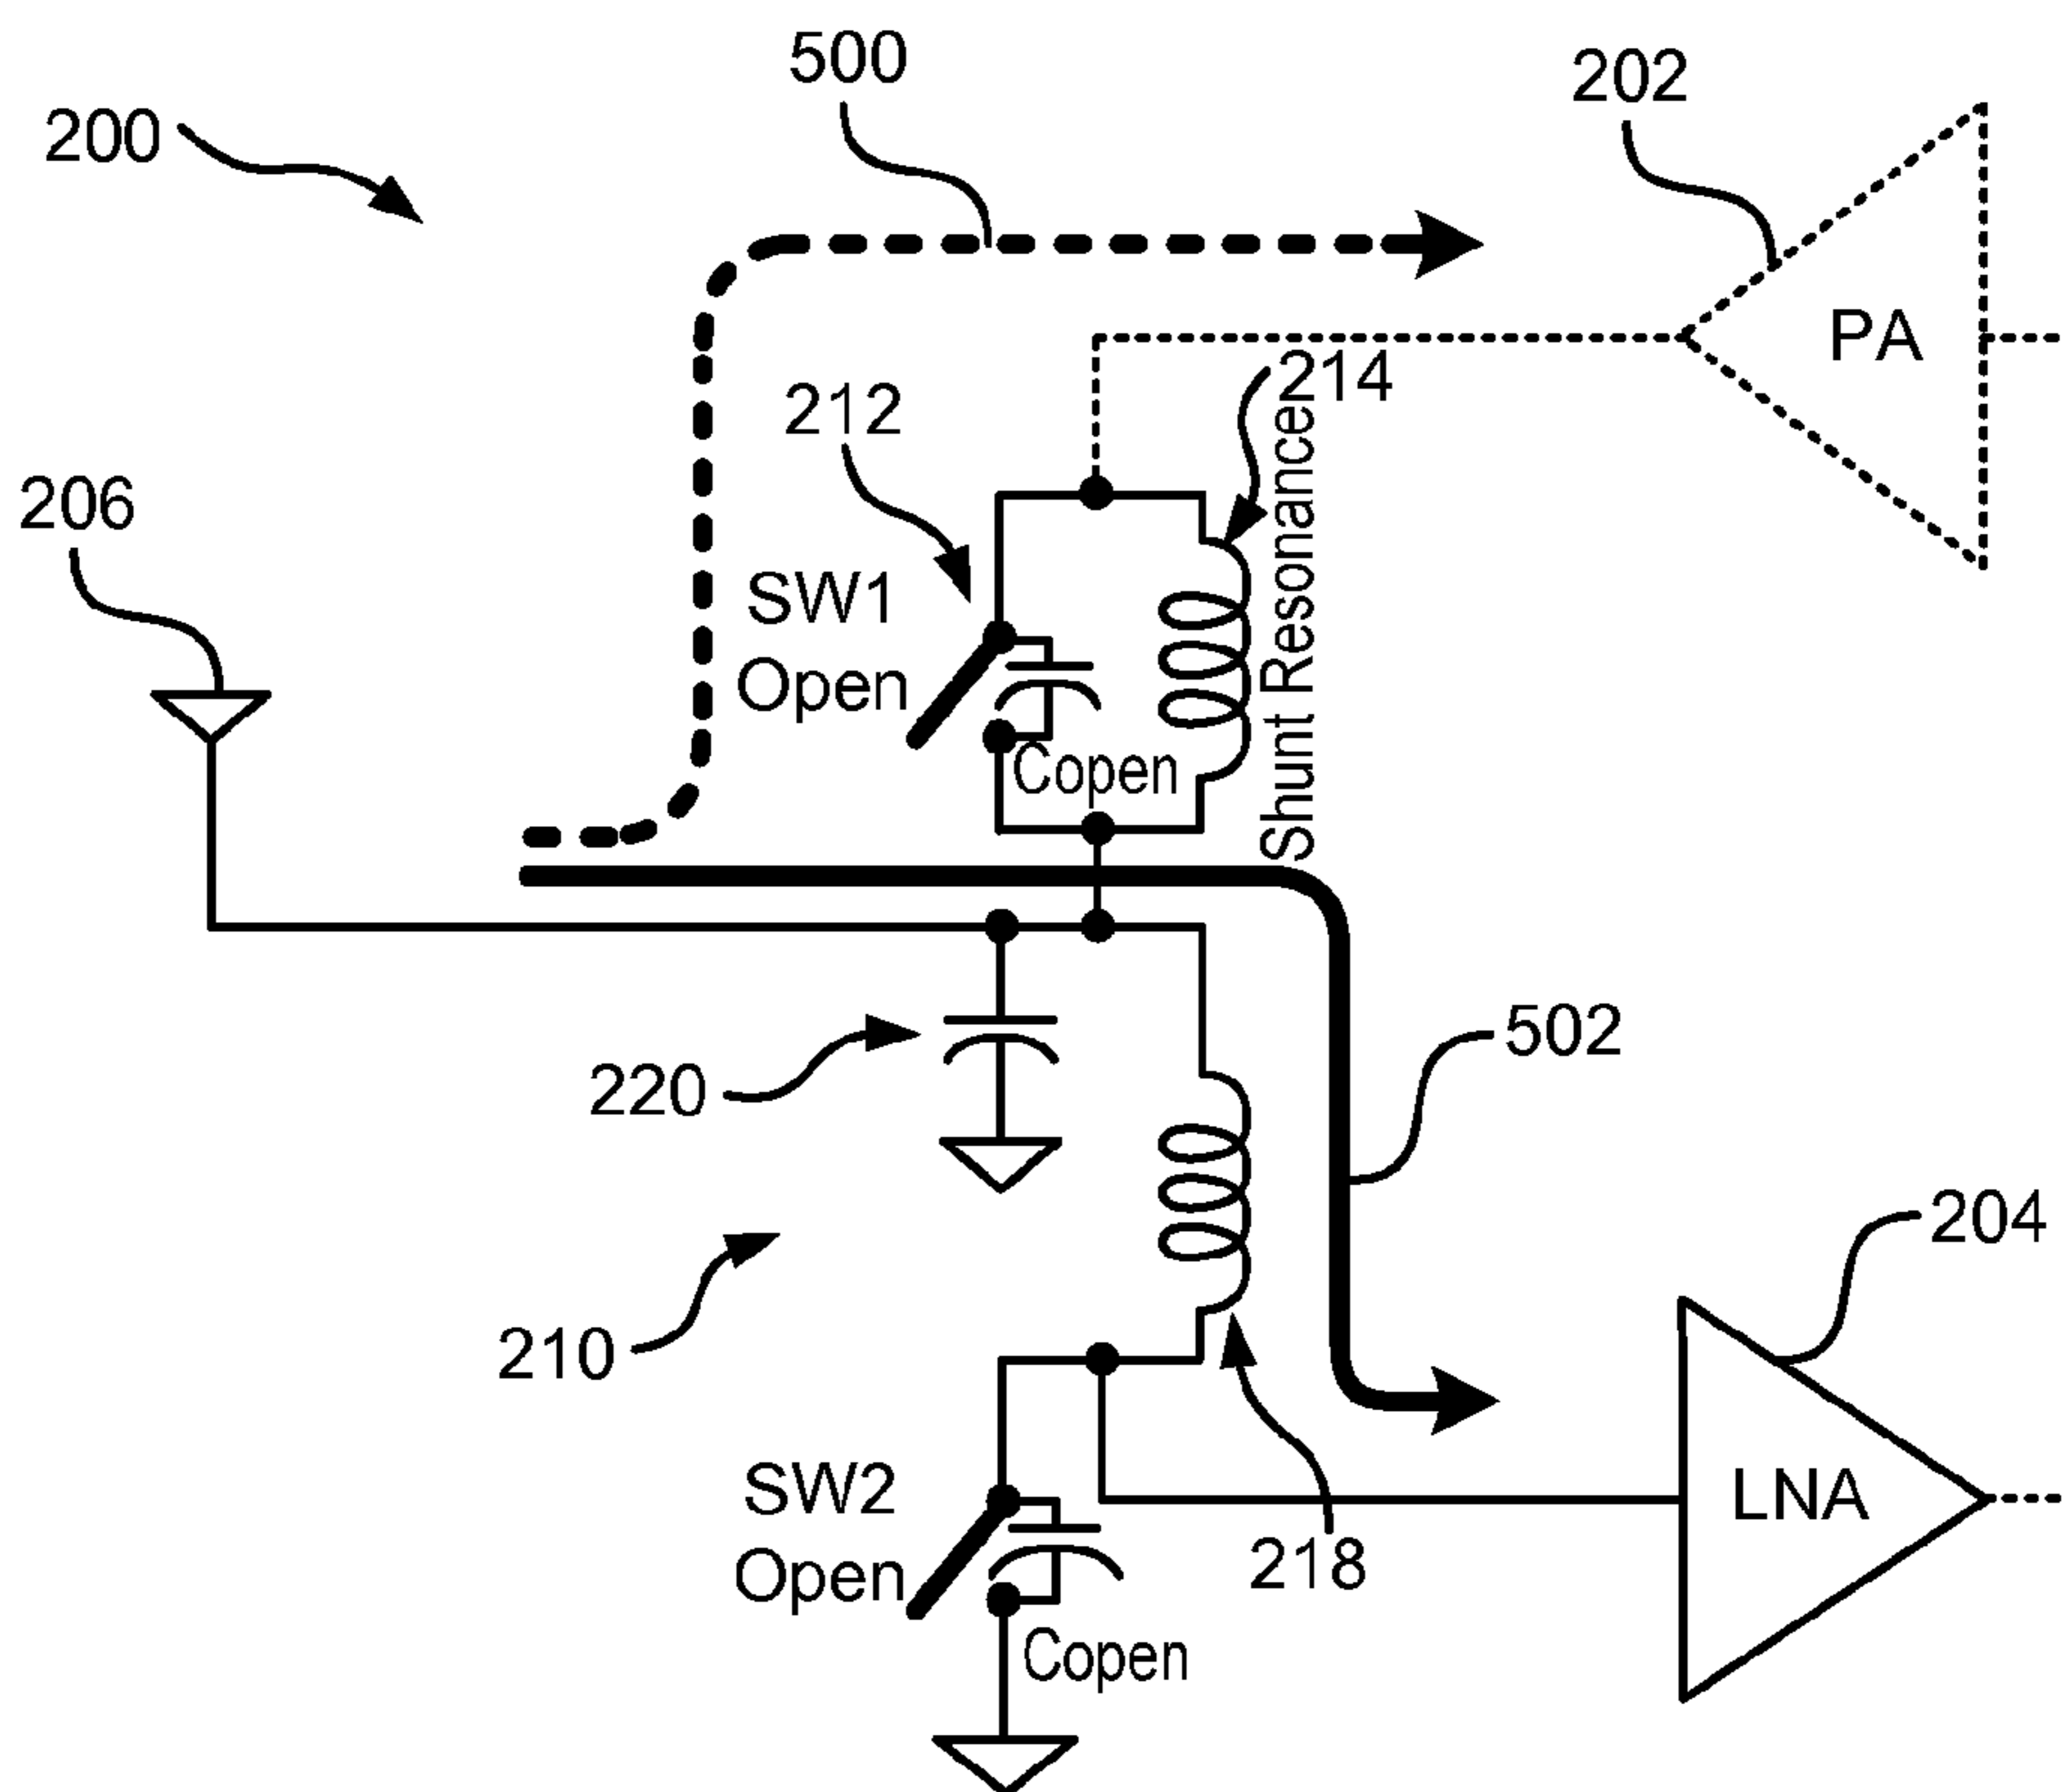 500
202
200
PA
214
212
206
SW1
Open
Shunt Resonance
Copen
502
220
204
210
SW2
Open
LNA
218
Copen